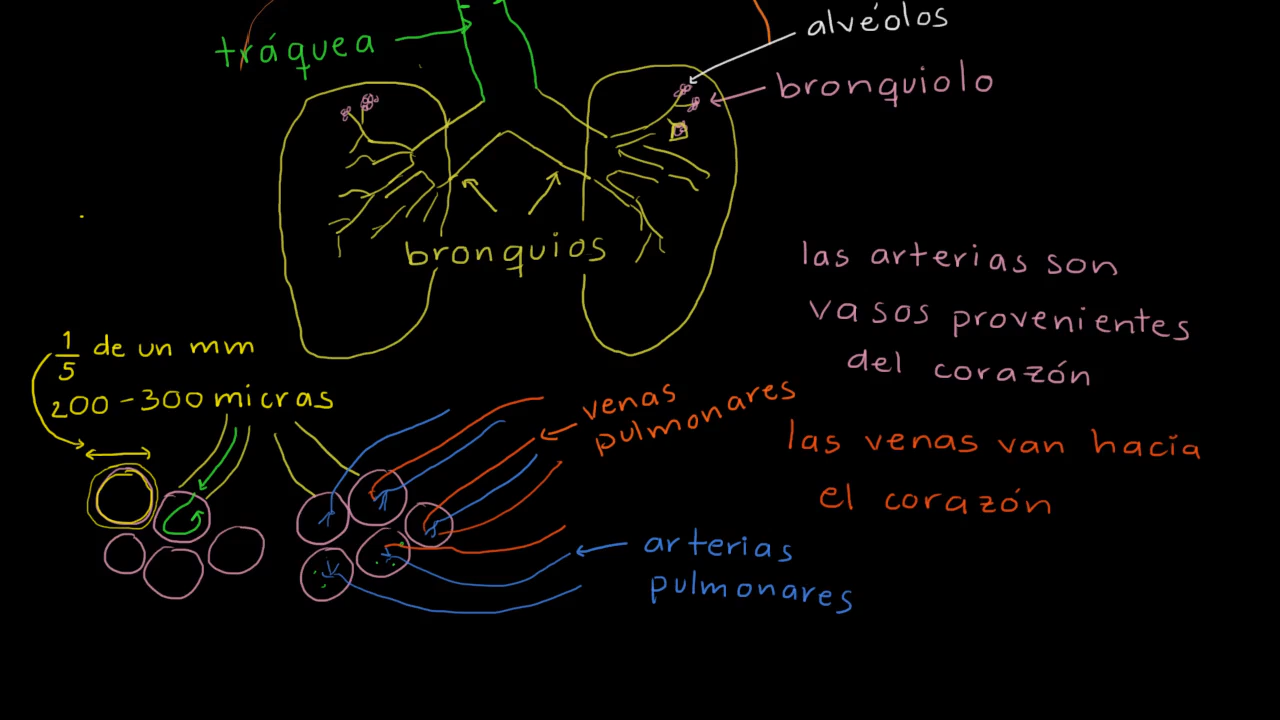 alvéolos
tráquea
bronquiolo
bronquios
las arterias son
vasos provenientes
del corazón
1/5 de un mm
200-300 micras
venas
pulmonares
las venas van hacia
el corazón
arterias
pulmonares